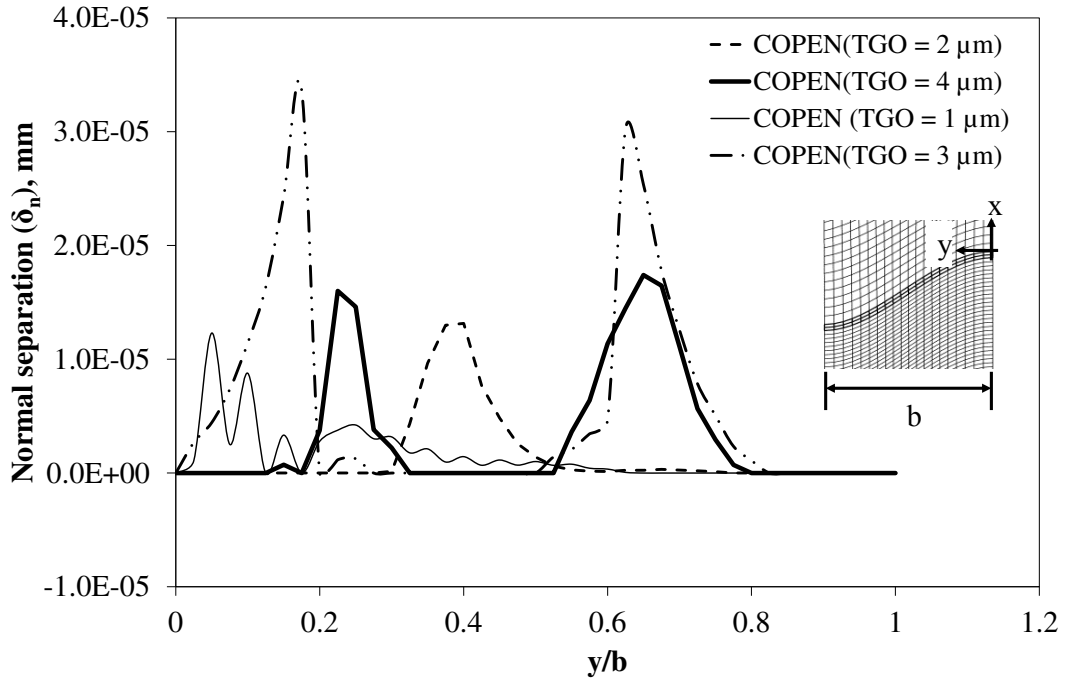 4.0E-05
3.0E-05
2.0E-05
1.0E-05
0.0E+00
-1.0E-05
Normal separation (δn), mm
0
0.2
0.4
0.6
0.8
1
1.2
y/b
COPEN(TGO = 2 µm)
COPEN(TGO = 4 µm)
COPEN (TGO = 1 µm)
COPEN(TGO = 3 µm)
x
y
b